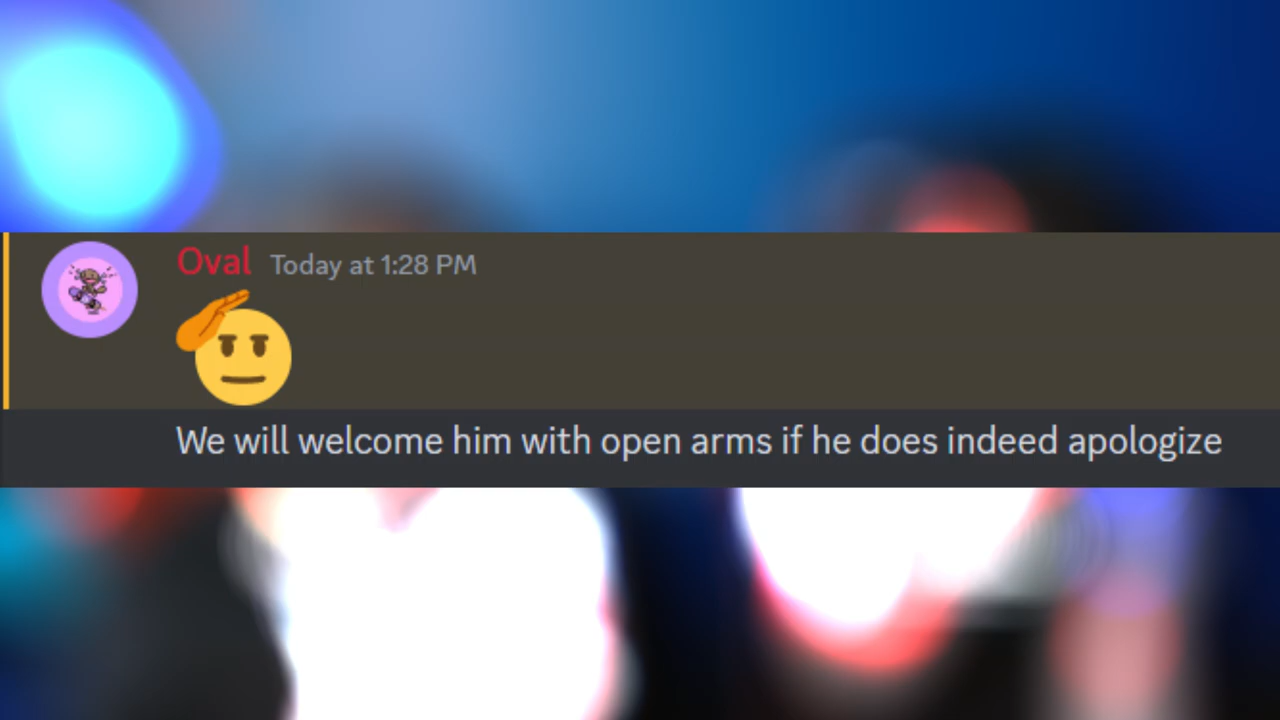 Oval Today at 1:28 PM
We will welcome him with open arms if he does indeed apologize